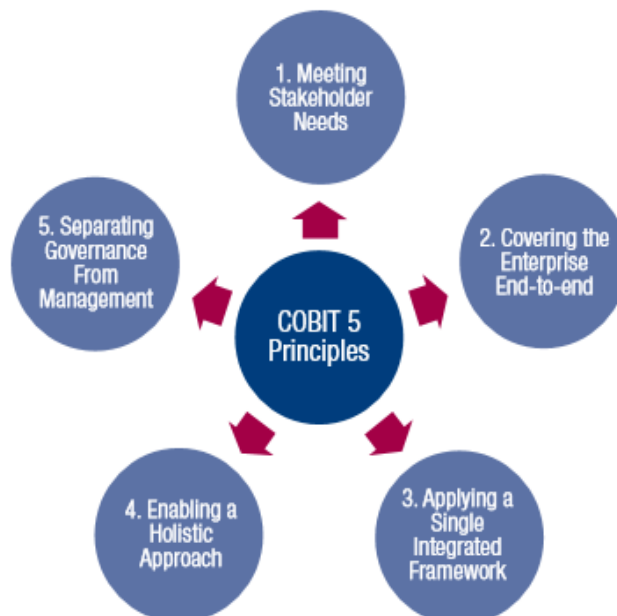 1. Meeting
Stakeholder
Needs
2. Covering the
Enterprise
End-to-end
3. Applying a
Single
Integrated
Framework
4. Enabling a
Holistic
Approach
5. Separating
Governance
From
Management
COBIT 5
Principles